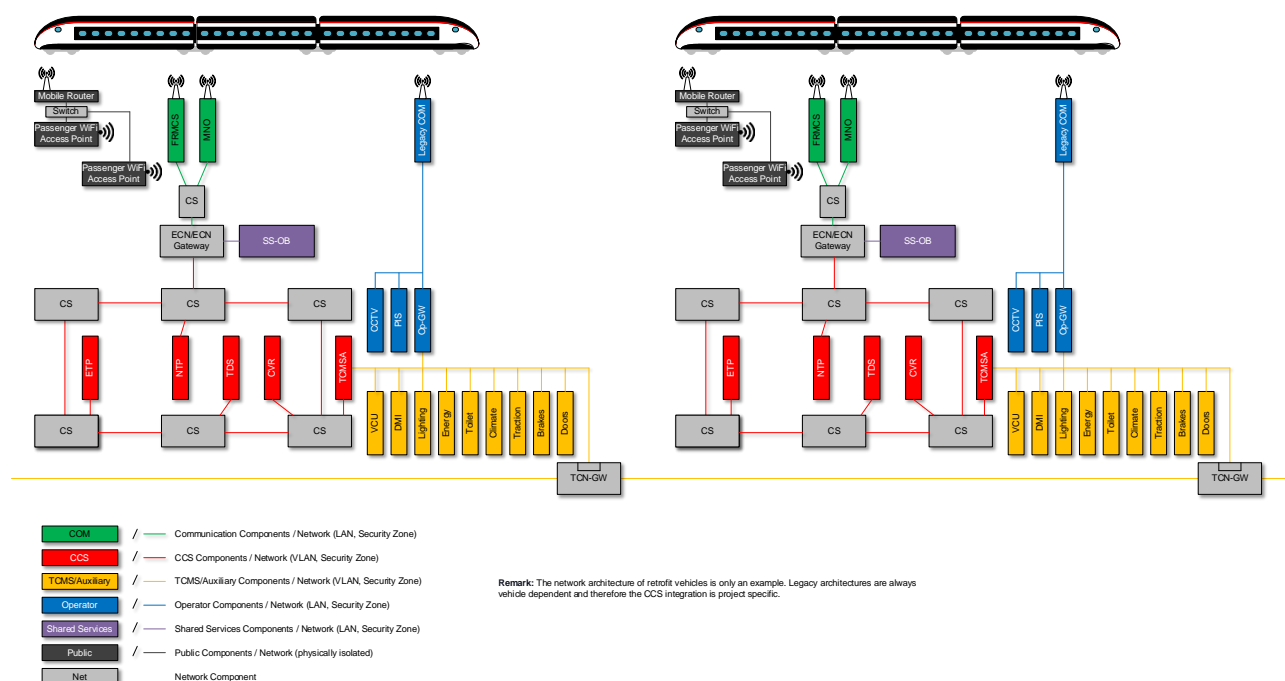 Mobile Router
Switch
Passenger WiFi
Access Point
Passenger WiFi
Access Point
FRMCS
MNO
Legacy COM
CS
ECN/ECN
Gateway
SS-OB
CS
CS
CS
CCTV
PIS
Op-GW
ETP
NTP
TDS
CVR
TCMSA
CS
CS
CS
VCU
DMI
Lighting
Energy
Toilet
Climate
Traction
Brakes
Doors
TCN-GW
Mobile Router
Switch
Passenger WiFi
Access Point
Passenger WiFi
Access Point
FRMCS
MNO
Legacy COM
CS
ECN/ECN
Gateway
SS-OB
CS
CS
CS
CCTV
PIS
Op-GW
ETP
NTP
TDS
CVR
TCMSA
CS
CS
CS
VCU
DMI
Lighting
Energy
Toilet
Climate
Traction
Brakes
Doors
TCN-GW
COM / Communication Components / Network (LAN, Security Zone)
CCS / CCS Components / Network (VLAN, Security Zone)
TCMS/Auxiliary / TCMS/Auxiliary Components / Network (VLAN, Security Zone)
Operator / Operator Components / Network (LAN, Security Zone)
Shared Services / Shared Services Components / Network (LAN, Security Zone)
Public / Public Components / Network (physically isolated)
Net Network Component
Remark: The network architecture of retrofit vehicles is only an example. Legacy architectures are always
vehicle dependent and therefore the CCS integration is project specific.